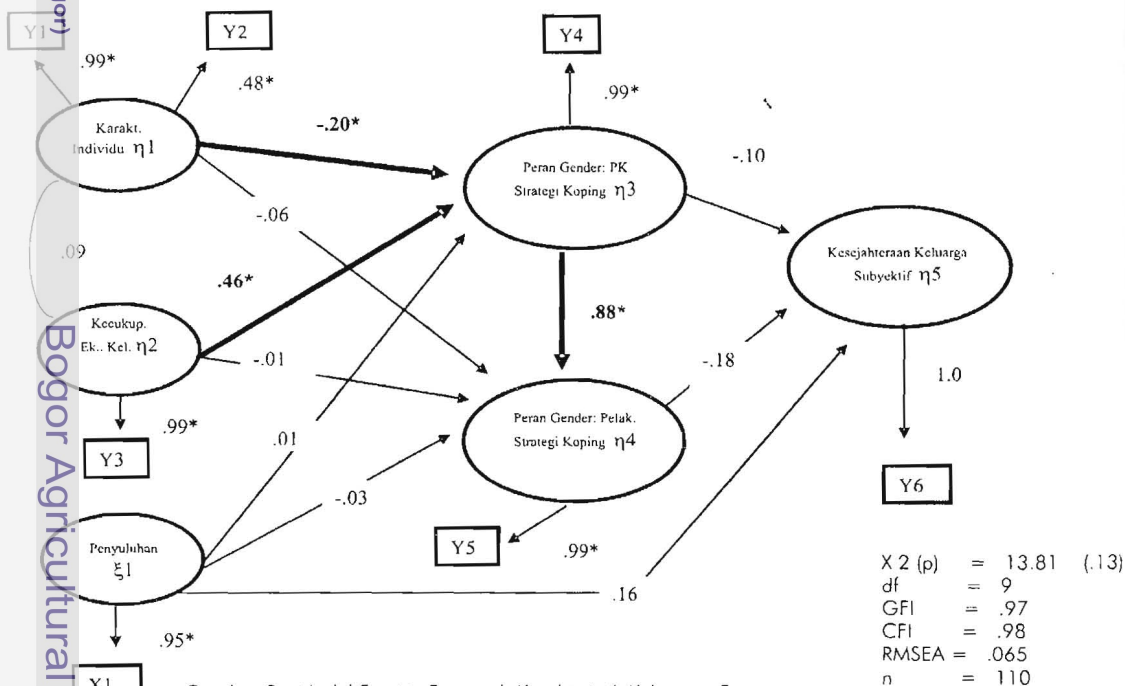 gor)
Bogor Agricultural
Y1
Y2
Y4
.99*
.48*
.99*
Karakt.
Individu η1
-.20*
Peran Gender: PK
Strategi Koping η3
-.10
-.06
.09
.46*
Kesejahteraan Keluarga
Subyektif η5
Kecukup.
Ek.. Kel. η2
.88*
-.01
-.18
1.0
Peran Gender: Pelak.
Strategi Koping η4
.99*
Y3
.01
Y6
-.03
Y5
.99*
Penyuluhan
ξ1
.16
.95*
X1
X 2 (p) = 13.81 (.13)
df = 9
GFI = .97
CFI = .98
RMSEA = .065
n = 110